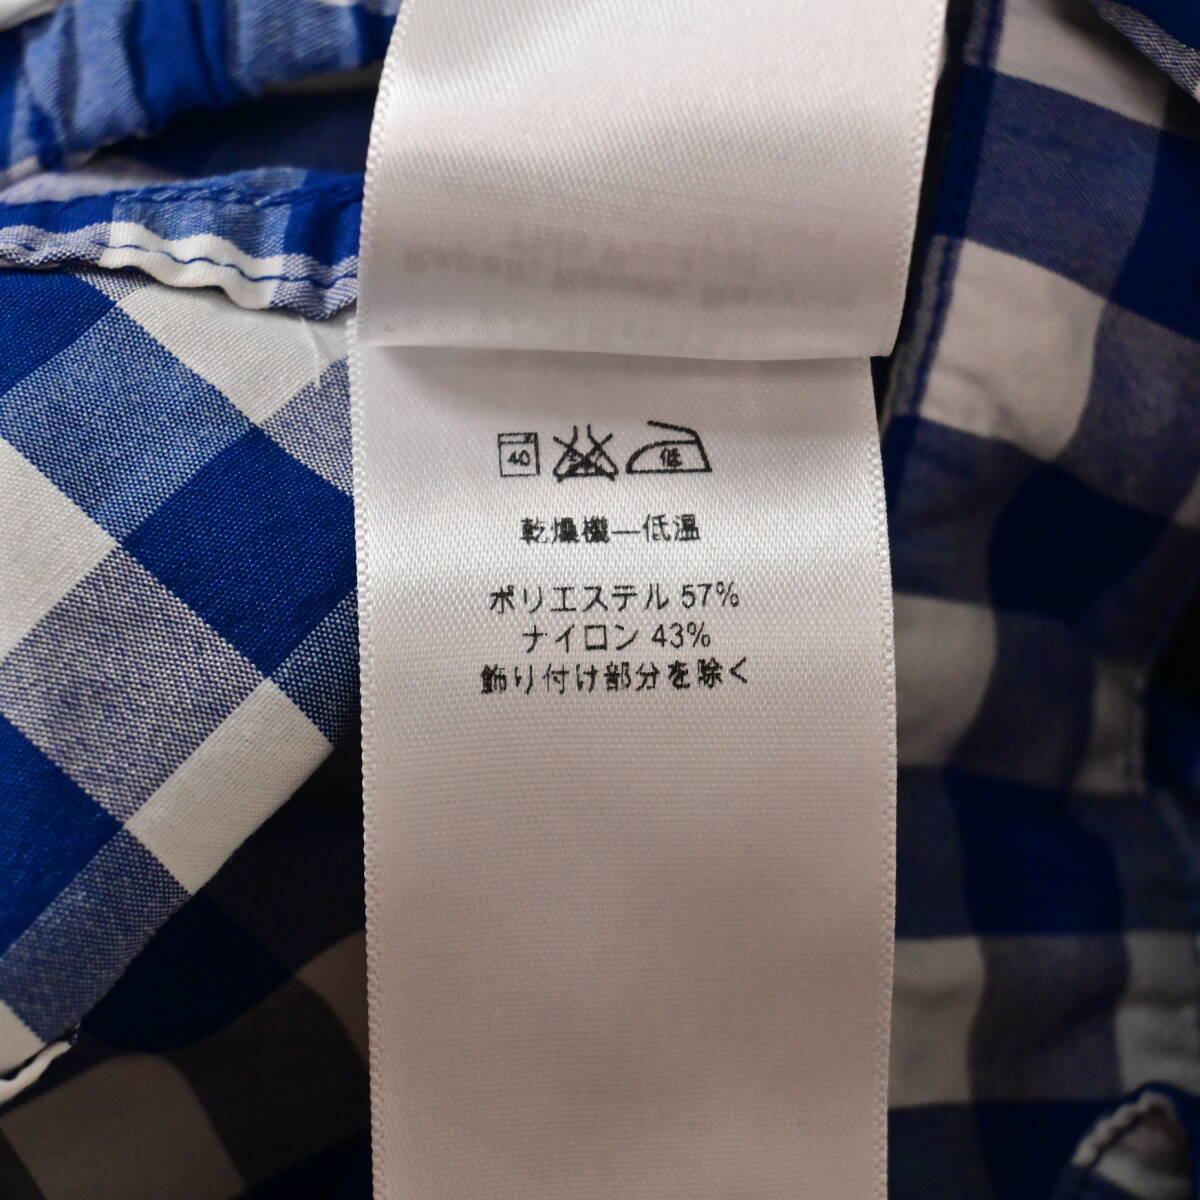 40 低
乾燥機—低温
ポリエステル 57%
ナイロン 43%
飾り付け部分を除く